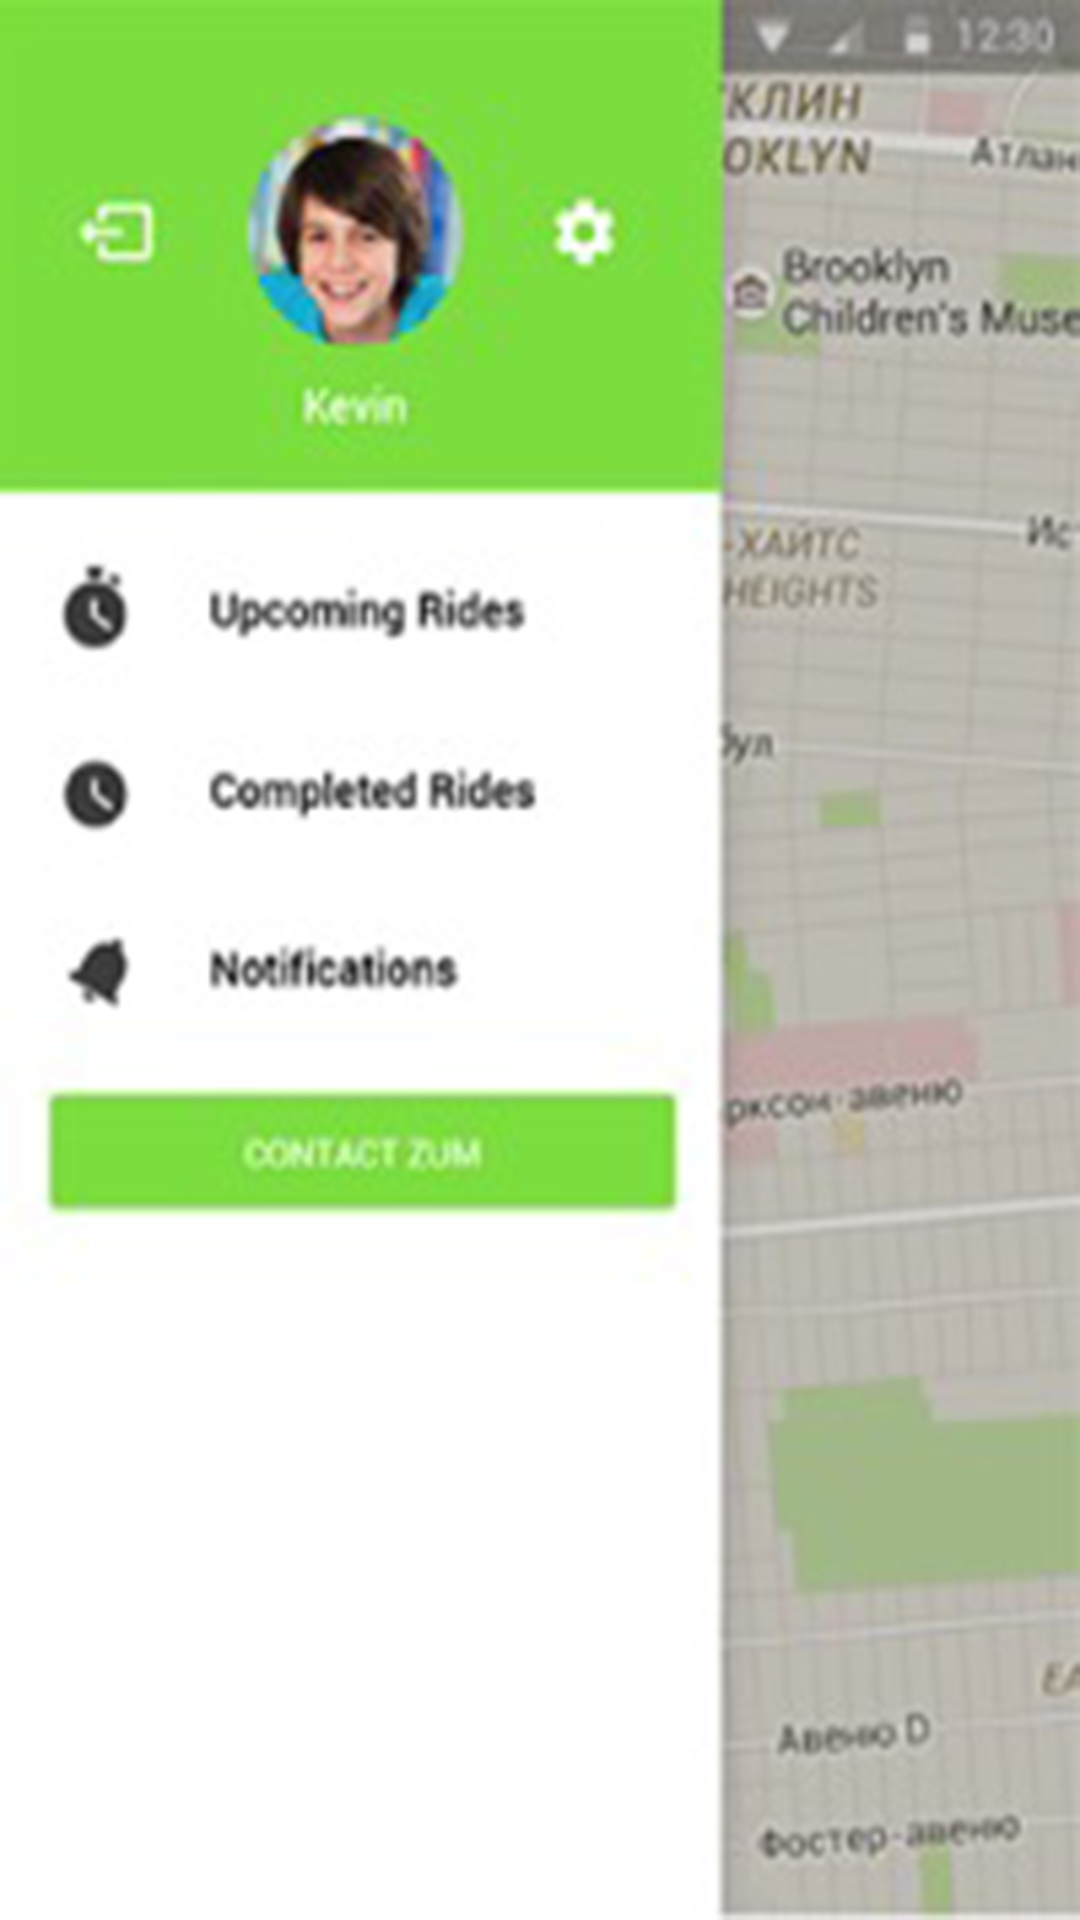 12:30
КЛИН
OKLYN
Атлан
Brooklyn
Children's Muse
Kevin
Ис
-ХАЙТС
HEIGHTS
Upcoming Rides
бул
Completed Rides
Notifications
рксон-авеню
CONTACT ZUM
Авеню D
Фостер-авеню